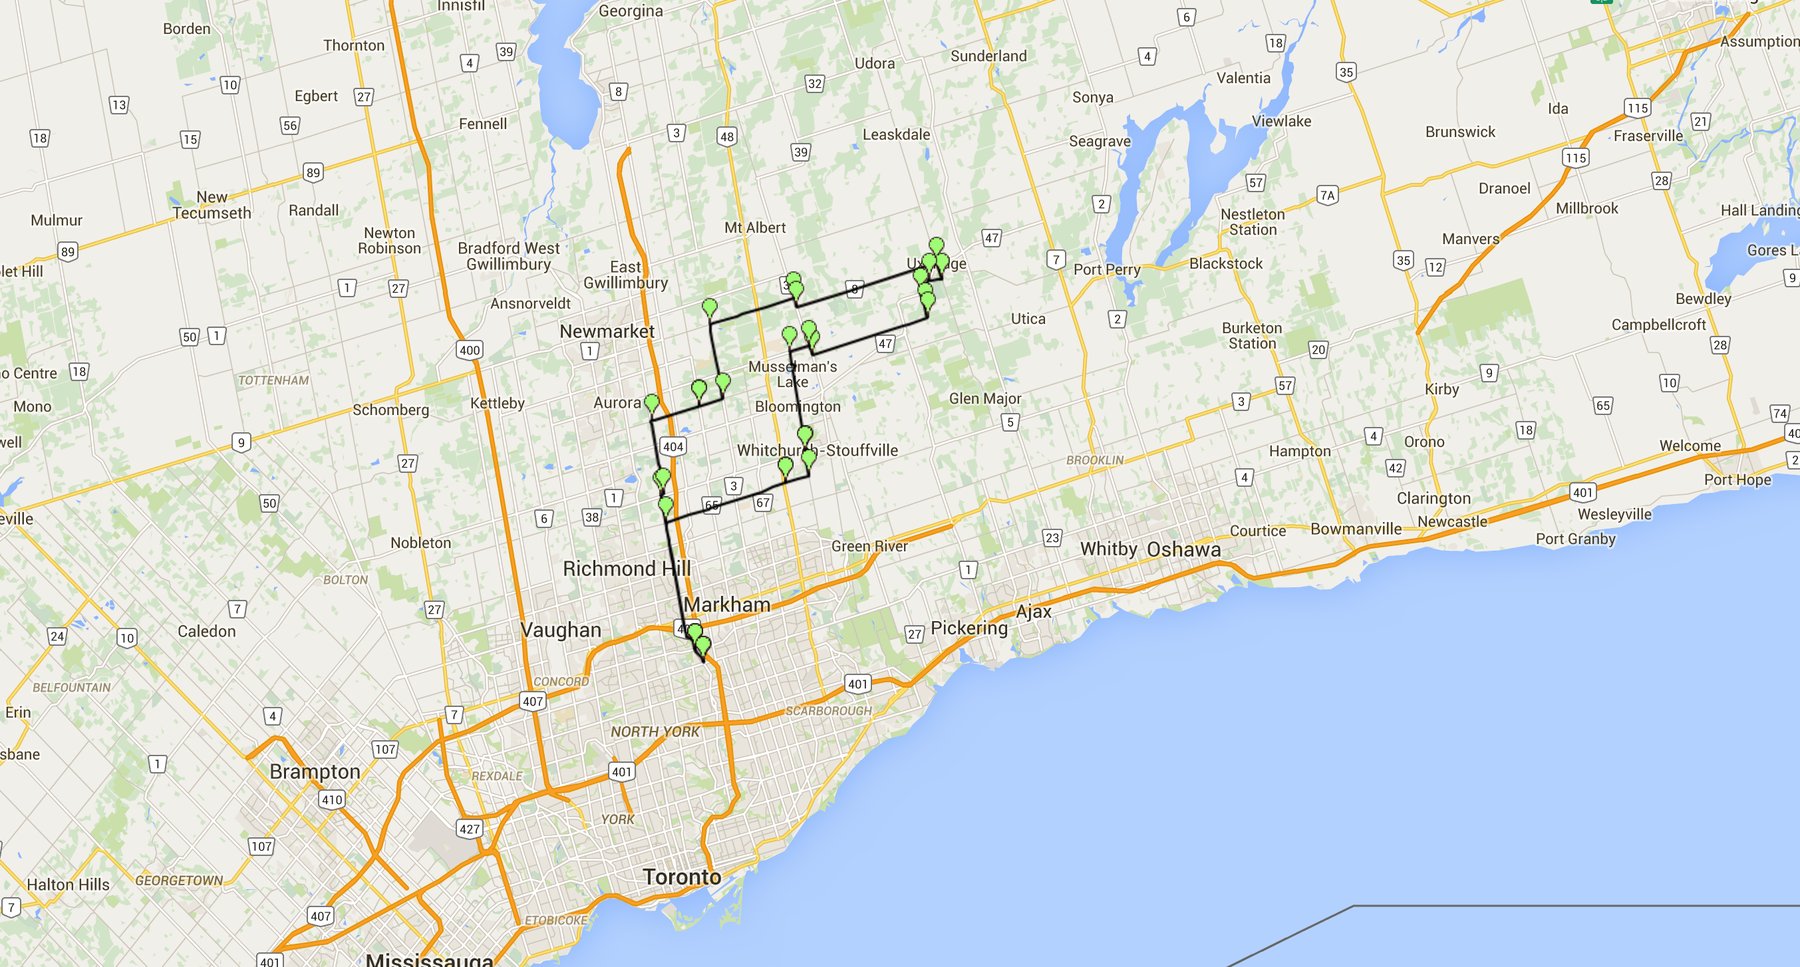 Innisfil
Georgina
Borden
6
Thornton
39
18
Assumption
4
Udora
Sunderland
4
35
10
32
Valentia
8
Egbert
27
Sonya
13
Ida
115
56
Fennell
Viewlake
21
18
15
3
48
Leaskdale
Seagrave
Brunswick
Fraserville
39
115
89
57
28
New
Tecumseth
Randall
2
7A
Dranoel
Mulmur
Nestleton
Station
Millbrook
Hall Landing
Newton
Robinson
Mt Albert
47
Manvers
89
Bradford West
Gwillimbury
7
Blackstock
35
12
Gores L
let Hill
East
Gwillimbury
Port Perry
9
1
27
8
Ansnorveldt
Bewdley
Utica
2
Campbellcroft
50
1
Newmarket
Burketon
Station
28
400
1
47
20
o Centre
18
Musselman's
Lake
9
TOTTENHAM
57
Kirby
10
Mono
Schomberg
Kettleby
Aurora
Bloomington
Glen Major
3
65
74
well
9
404
5
4
18
40
Whitchurch-Stouffville
Hampton
Orono
Welcome
27
BROOKLIN
42
2
4
Port Hope
3
50
1
65
67
401
Clarington
eville
6
38
Newcastle
Wesleyville
Nobleton
Green River
23
Courtice
Bowmanville
Port Granby
Whitby
Oshawa
Richmond Hill
1
BOLTON
7
27
Markham
Ajax
24
10
Caledon
Vaughan
27
Pickering
BELFOUNTAIN
CONCORD
401
407
Erin
4
7
SCARBOROUGH
NORTH YORK
sbane
107
1
Brampton
REXDALE
401
410
YORK
427
107
Toronto
Halton Hills
GEORGETOWN
7
407
ETOBICOKE
401
Mississauga